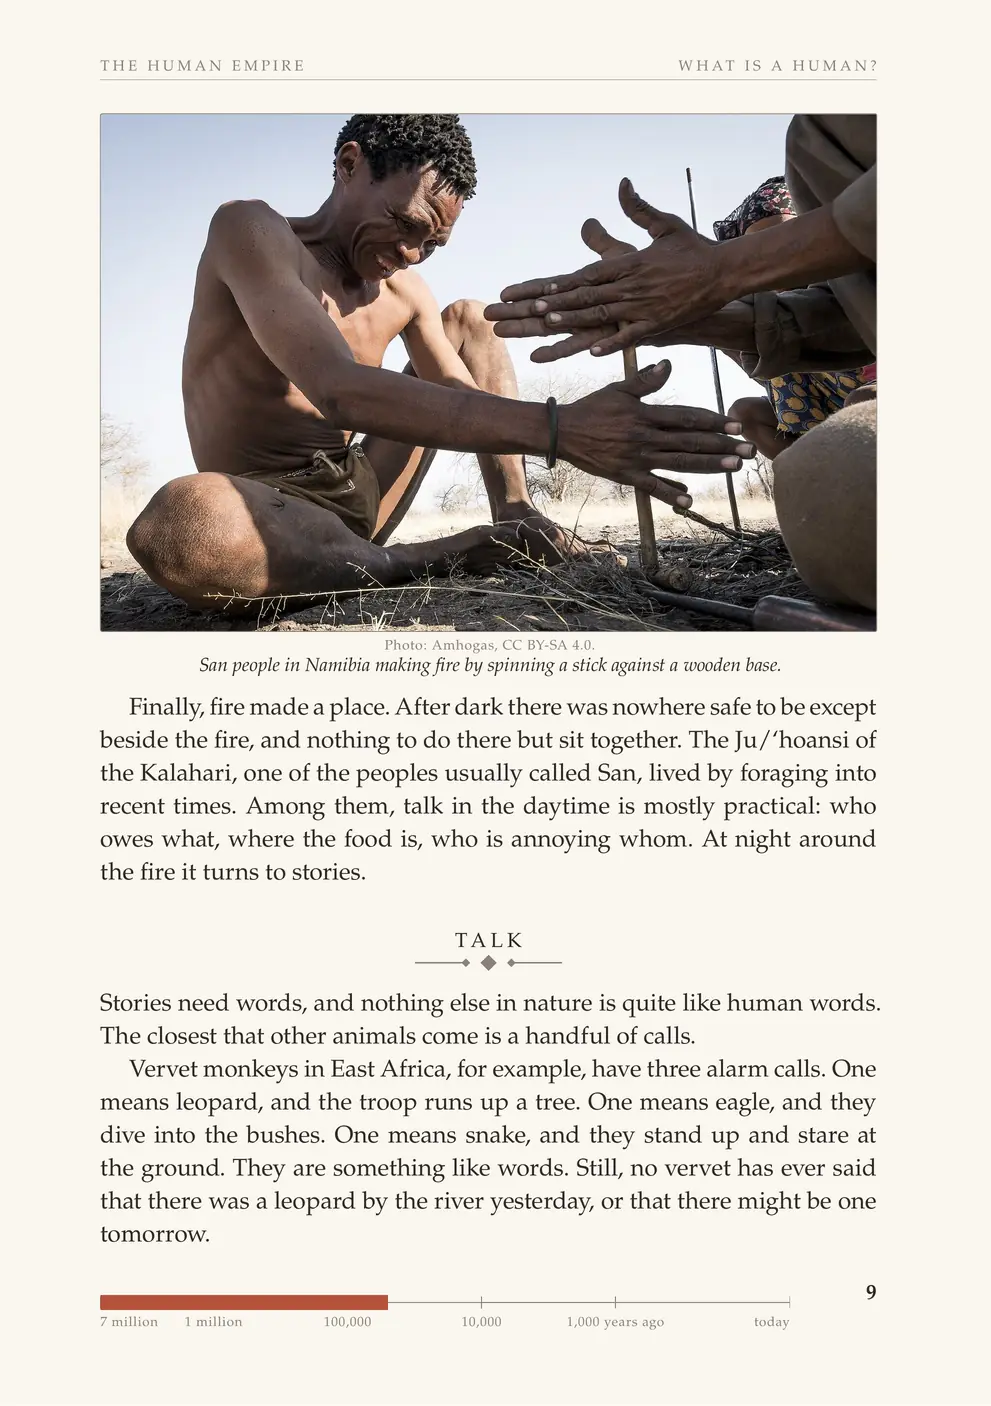 THE HUMAN EMPIRE
WHAT IS A HUMAN?
Photo: Amhogas, CC BY-SA 4.0.
San people in Namibia making fire by spinning a stick against a wooden base.
Finally, fire made a place. After dark there was nowhere safe to be except
beside the fire, and nothing to do there but sit together. The Ju/‘hoansi of
the Kalahari, one of the peoples usually called San, lived by foraging into
recent times. Among them, talk in the daytime is mostly practical: who
owes what, where the food is, who is annoying whom. At night around
the fire it turns to stories.
TALK
Stories need words, and nothing else in nature is quite like human words.
The closest that other animals come is a handful of calls.
Vervet monkeys in East Africa, for example, have three alarm calls. One
means leopard, and the troop runs up a tree. One means eagle, and they
dive into the bushes. One means snake, and they stand up and stare at
the ground. They are something like words. Still, no vervet has ever said
that there was a leopard by the river yesterday, or that there might be one
tomorrow.
9
7 million 1 million 100,000 10,000 1,000 years ago today